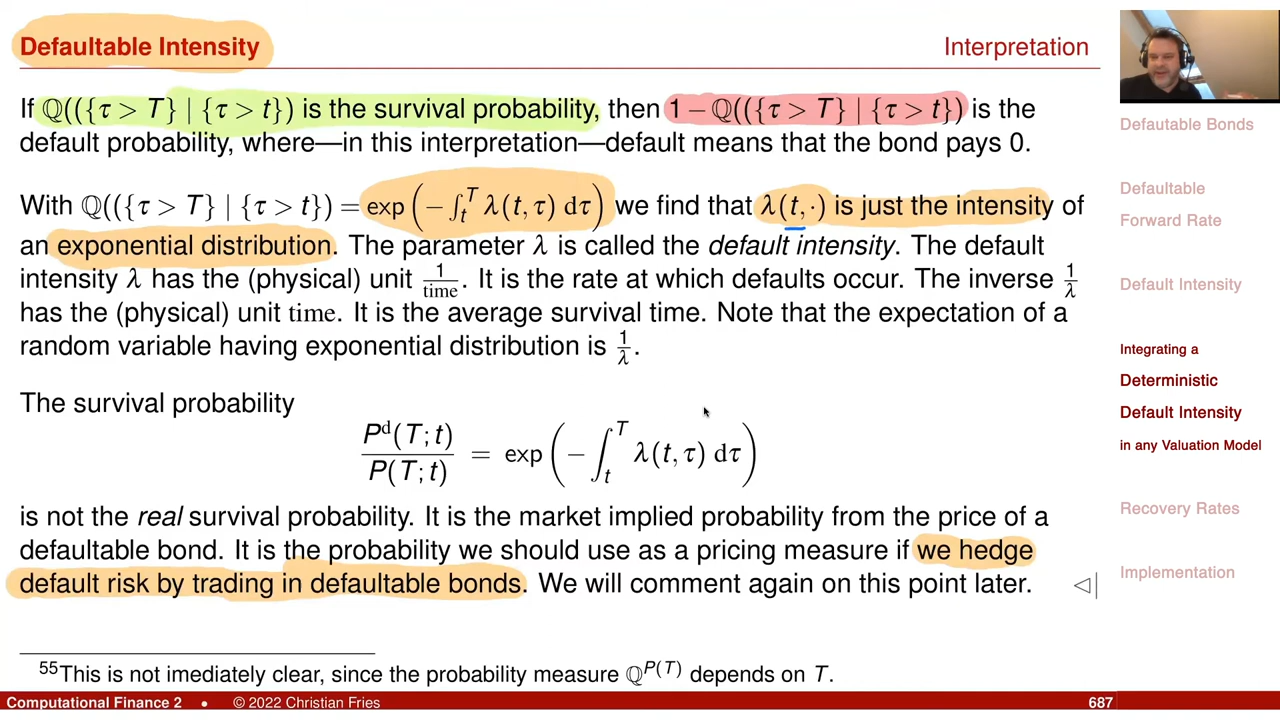 Defaultable Intensity
Interpretation
If ℚ(({τ > T} | {τ > t}) is the survival probability, then 1 − ℚ(({τ > T} | {τ > t}) is the
default probability, where—in this interpretation—default means that the bond pays 0.
With ℚ(({τ > T} | {τ > t}) = exp(−∫ₜᵀ λ(t, τ) dτ) we find that λ(t, ·) is just the intensity of
an exponential distribution. The parameter λ is called the default intensity. The default
intensity λ has the (physical) unit 1/time. It is the rate at which defaults occur. The inverse 1/λ
has the (physical) unit time. It is the average survival time. Note that the expectation of a
random variable having exponential distribution is 1/λ.
The survival probability
Pᵈ(T;t)/P(T;t) = exp(−∫ₜᵀ λ(t, τ) dτ)
is not the real survival probability. It is the market implied probability from the price of a
defaultable bond. It is the probability we should use as a pricing measure if we hedge
default risk by trading in defaultable bonds. We will comment again on this point later. ◁|
55This is not imediately clear, since the probability measure ℚ^P(T) depends on T.
Defautable Bonds
Defaultable
Forward Rate
Default Intensity
Integrating a
Deterministic
Default Intensity
in any Valuation Model
Recovery Rates
Implementation
Computational Finance 2 • © 2022 Christian Fries 687